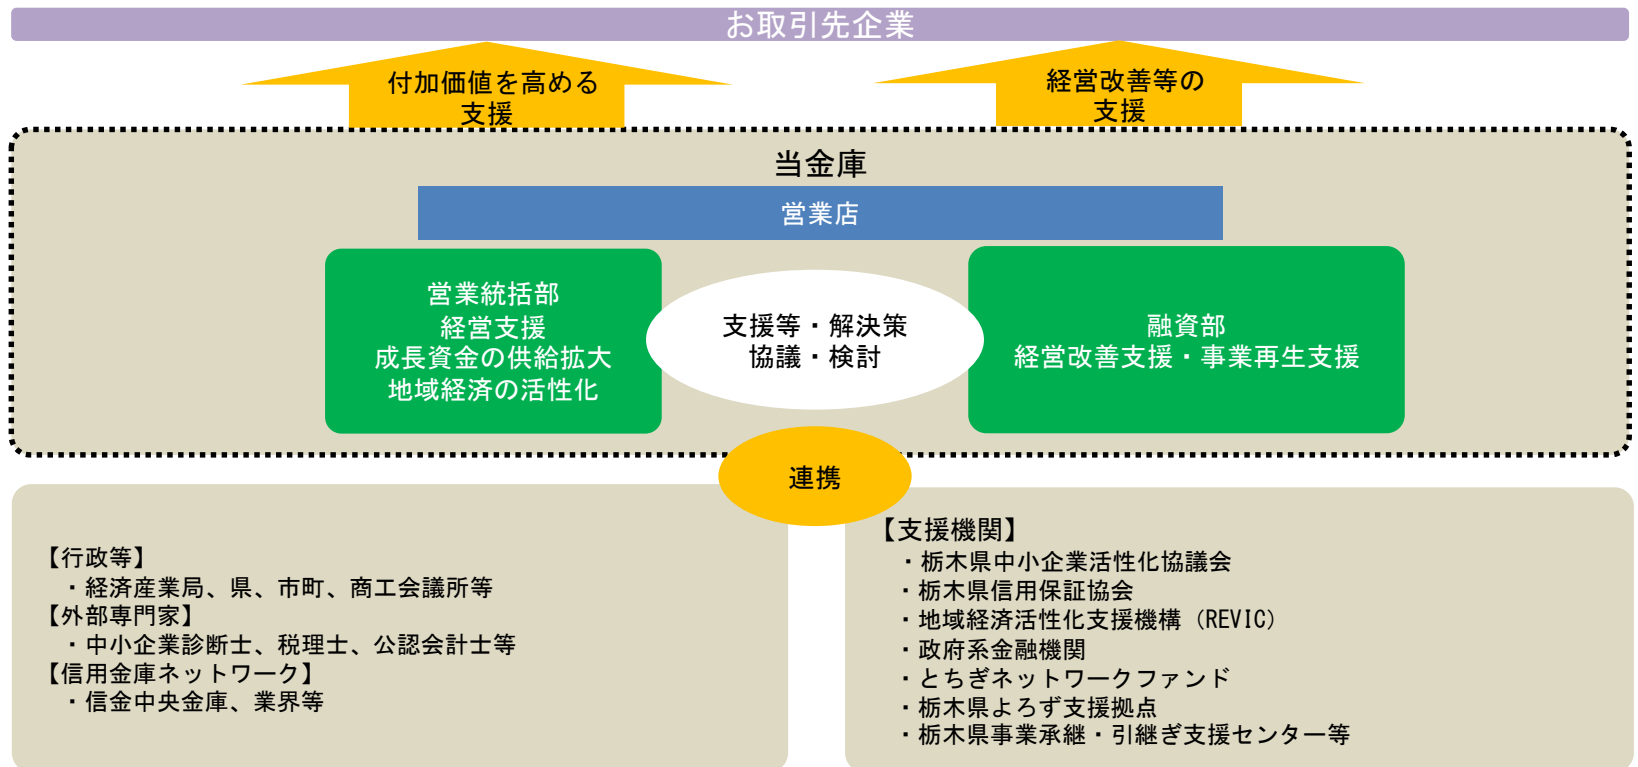 お取引先企業
付加価値を高める
支援
経営改善等の
支援
当金庫
営業店
営業統括部
経営支援
成長資金の供給拡大
地域経済の活性化
支援等・解決策
協議・検討
融資部
経営改善支援・事業再生支援
連携
【行政等】
・経済産業局、県、市町、商工会議所等
【外部専門家】
・中小企業診断士、税理士、公認会計士等
【信用金庫ネットワーク】
・信金中央金庫、業界等
【支援機関】
・栃木県中小企業活性化協議会
・栃木県信用保証協会
・地域経済活性化支援機構（REVIC）
・政府系金融機関
・とちぎネットワークファンド
・栃木県よろず支援拠点
・栃木県事業承継・引継ぎ支援センター等